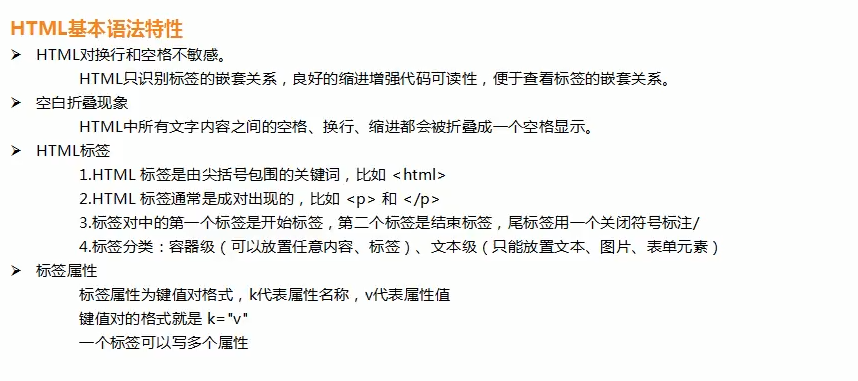 HTML基本语法特性
➢ HTML对换行和空格不敏感。
HTML只识别标签的嵌套关系，良好的缩进增强代码可读性，便于查看标签的嵌套关系。
➢ 空白折叠现象
HTML中所有文字内容之间的空格、换行、缩进都会被折叠成一个空格显示。
➢ HTML标签
1.HTML 标签是由尖括号包围的关键词，比如 <html>
2.HTML 标签通常是成对出现的，比如 <p> 和 </p>
3.标签对中的第一个标签是开始标签，第二个标签是结束标签，尾标签用一个关闭符号标注/
4.标签分类：容器级（可以放置任意内容、标签）、文本级（只能放置文本、图片、表单元素）
➢ 标签属性
标签属性为键值对格式，k代表属性名称，v代表属性值
键值对的格式就是 k="v"
一个标签可以写多个属性